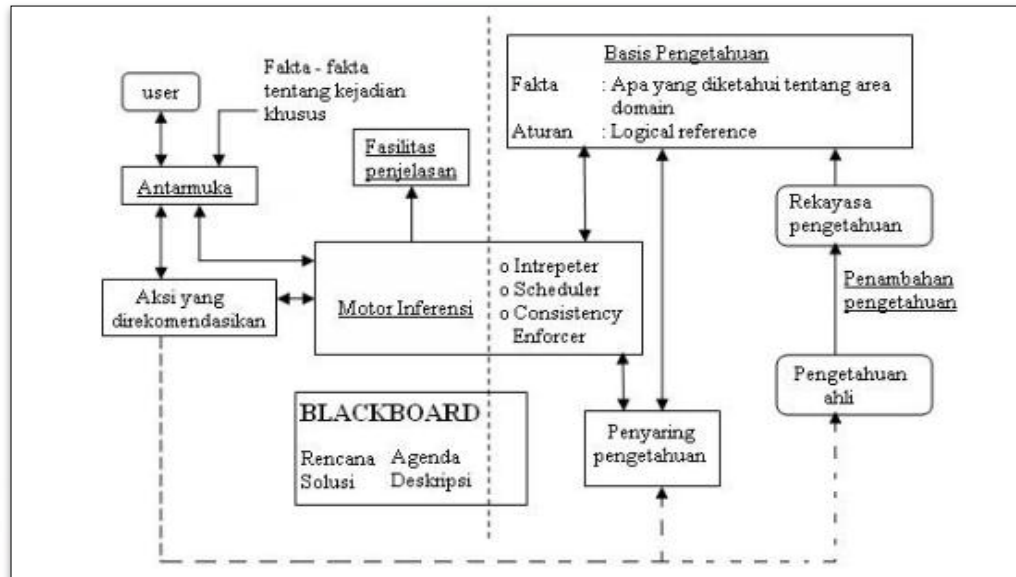 user
Fakta - fakta
tentang kejadian
khusus
Antarmuka
Fasilitas
penjelasan
Aksi yang
direkomendasikan
Motor Inferensi
o Intrepeter
o Scheduler
o Consistency
Enforcer
BLACKBOARD
Rencana Agenda
Solusi Deskripsi
Basis Pengetahuan
Fakta : Apa yang diketahui tentang area
domain
Aturan : Logical reference
Rekayasa
pengetahuan
Penambahan
pengetahuan
Pengetahuan
ahli
Penyaring
pengetahuan